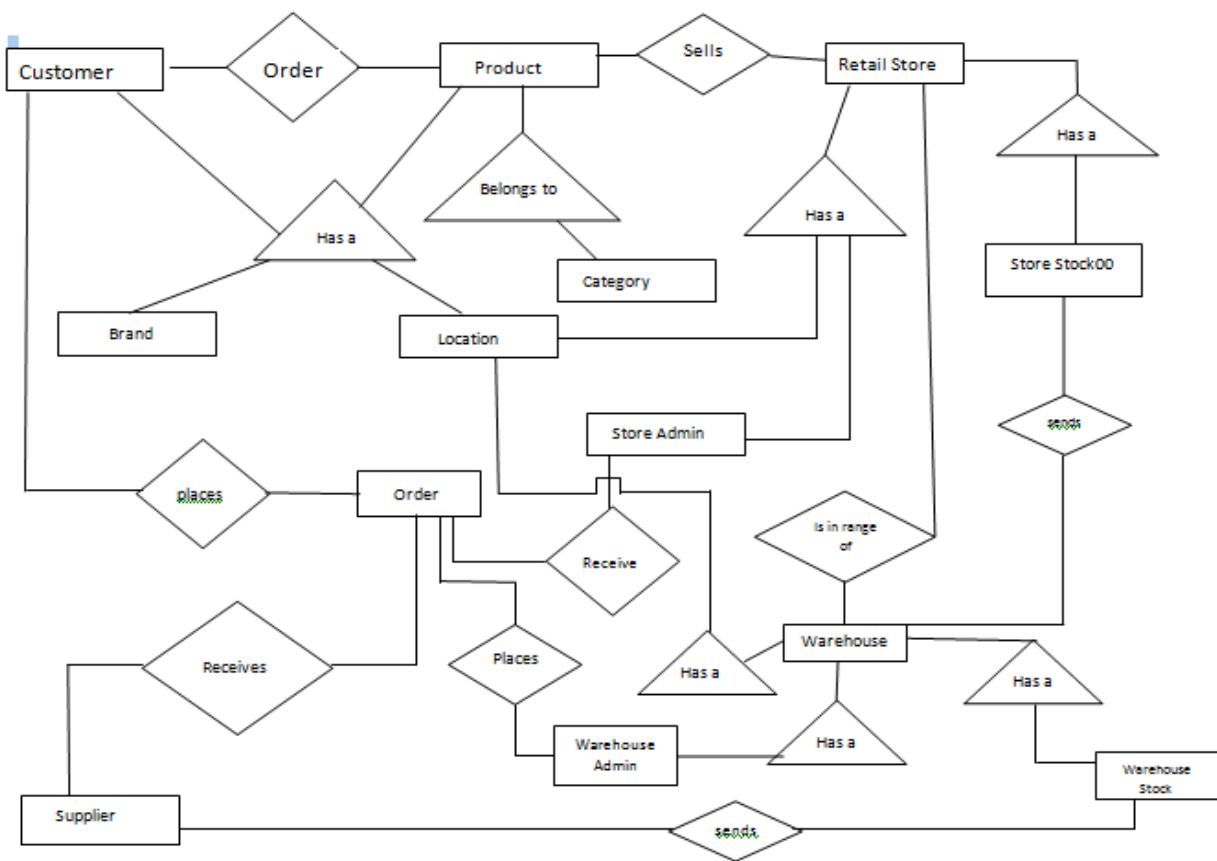 Customer
Order
Product
Sells
Retail Store
Has a
Belongs to
Has a
Has a
Store Stock00
Category
Brand
Location
Store Admin
sends
places
Order
Is in range
of
Receive
Receives
Places
Warehouse
Has a
Has a
Has a
Warehouse
Admin
Warehouse
Stock
Supplier
sends